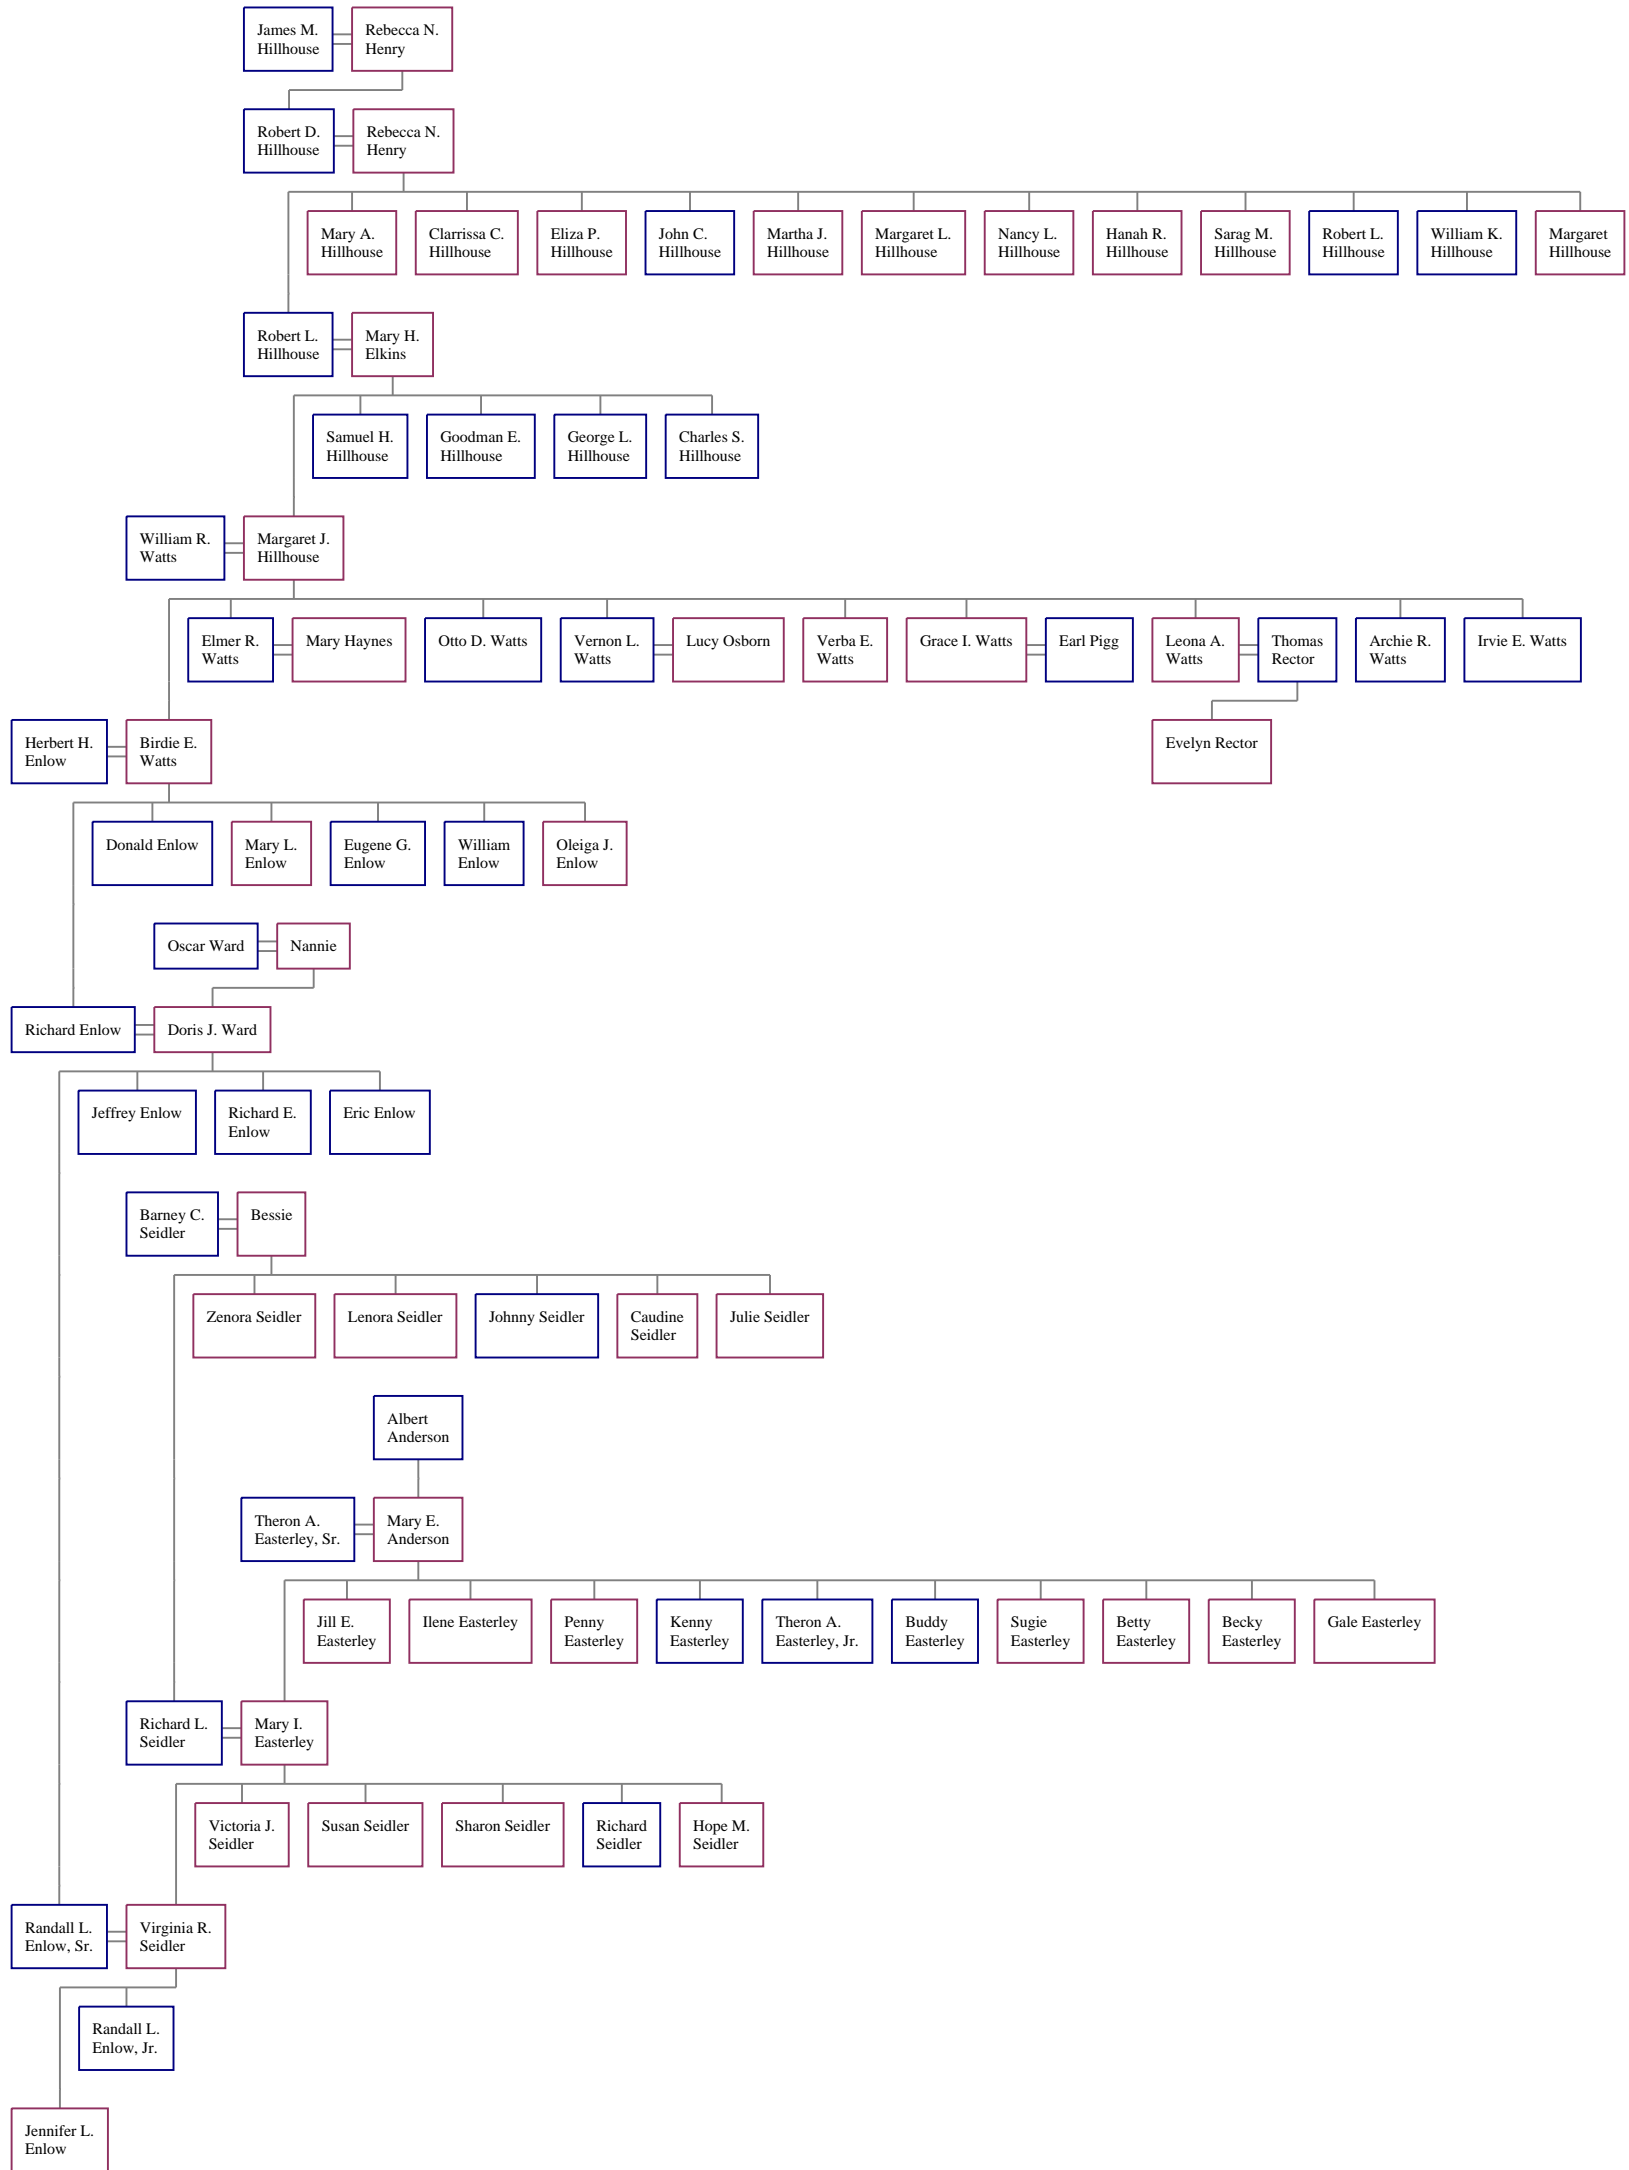 James M.
Hillhouse
Rebecca N.
Henry
Robert D.
Hillhouse
Rebecca N.
Henry
Mary A.
Hillhouse
Clarrissa C.
Hillhouse
Eliza P.
Hillhouse
John C.
Hillhouse
Martha J.
Hillhouse
Margaret L.
Hillhouse
Nancy L.
Hillhouse
Hanah R.
Hillhouse
Sarag M.
Hillhouse
Robert L.
Hillhouse
William K.
Hillhouse
Margaret
Hillhouse
Robert L.
Hillhouse
Mary H.
Elkins
Samuel H.
Hillhouse
Goodman E.
Hillhouse
George L.
Hillhouse
Charles S.
Hillhouse
William R.
Watts
Margaret J.
Hillhouse
Elmer R.
Watts
Mary Haynes
Otto D. Watts
Vernon L.
Watts
Lucy Osborn
Verba E.
Watts
Grace I. Watts
Earl Pigg
Leona A.
Watts
Thomas
Rector
Archie R.
Watts
Irvie E. Watts
Herbert H.
Enlow
Birdie E.
Watts
Evelyn Rector
Donald Enlow
Mary L.
Enlow
Eugene G.
Enlow
William
Enlow
Oleiga J.
Enlow
Oscar Ward
Nannie
Richard Enlow
Doris J. Ward
Jeffrey Enlow
Richard E.
Enlow
Eric Enlow
Barney C.
Seidler
Bessie
Zenora Seidler
Lenora Seidler
Johnny Seidler
Caudine
Seidler
Julie Seidler
Albert
Anderson
Theron A.
Easterley, Sr.
Mary E.
Anderson
Jill E.
Easterley
Ilene Easterley
Penny
Easterley
Kenny
Easterley
Theron A.
Easterley, Jr.
Buddy
Easterley
Sugie
Easterley
Betty
Easterley
Becky
Easterley
Gale Easterley
Richard L.
Seidler
Mary I.
Easterley
Victoria J.
Seidler
Susan Seidler
Sharon Seidler
Richard
Seidler
Hope M.
Seidler
Randall L.
Enlow, Sr.
Virginia R.
Seidler
Randall L.
Enlow, Jr.
Jennifer L.
Enlow